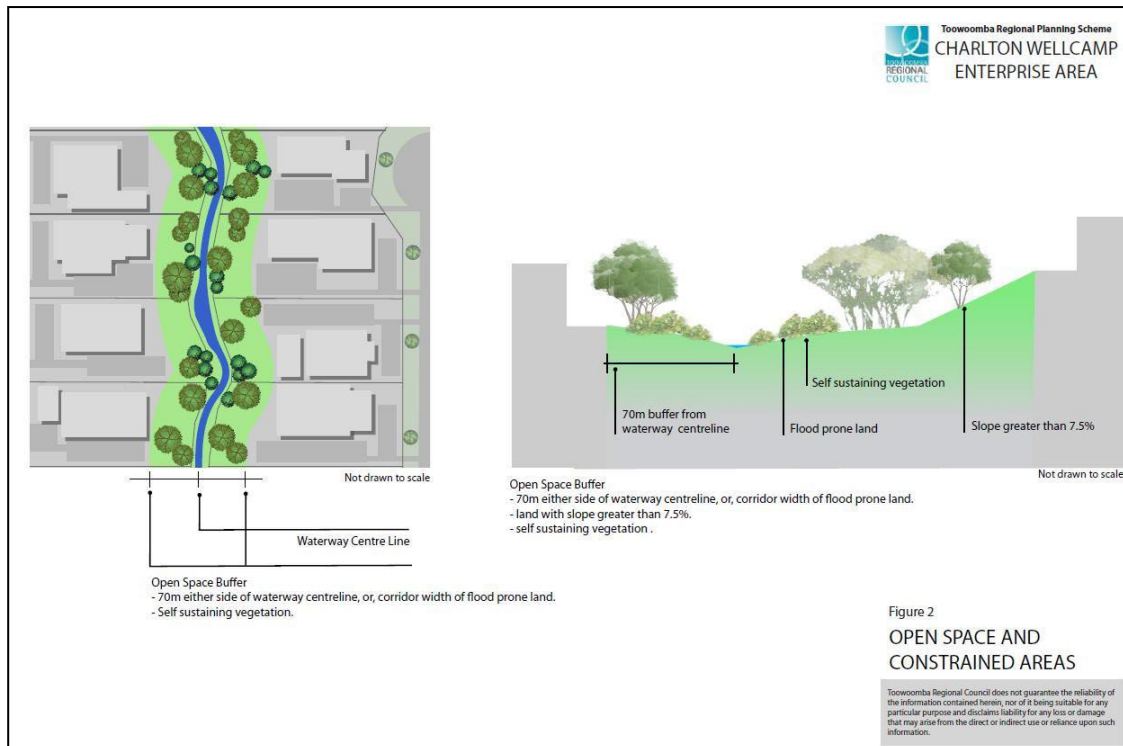 Toowoomba Regional Planning Scheme
CHARLTON WELLCAMP
ENTERPRISE AREA
TOOWOOMBA
REGIONAL
COUNCIL
Not drawn to scale
Waterway Centre Line
Open Space Buffer
- 70m either side of waterway centreline, or, corridor width of flood prone land.
- Self sustaining vegetation.
70m buffer from
waterway centreline
Flood prone land
Self sustaining vegetation
Slope greater than 7.5%
Not drawn to scale
Open Space Buffer
- 70m either side of waterway centreline, or, corridor width of flood prone land.
- land with slope greater than 7.5%.
- self sustaining vegetation .
Figure 2
OPEN SPACE AND
CONSTRAINED AREAS
Toowoomba Regional Council does not guarantee the reliability of
the information contained herein, nor of it being suitable for any
particular purpose and disclaims liability for any loss or damage
that may arise from the direct or indirect use or reliance upon such
information.